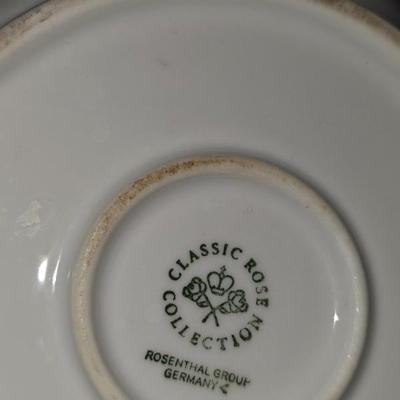 CLASSIC ROSE
COLLECTION
ROSENTHAL GROUP
GERMANY